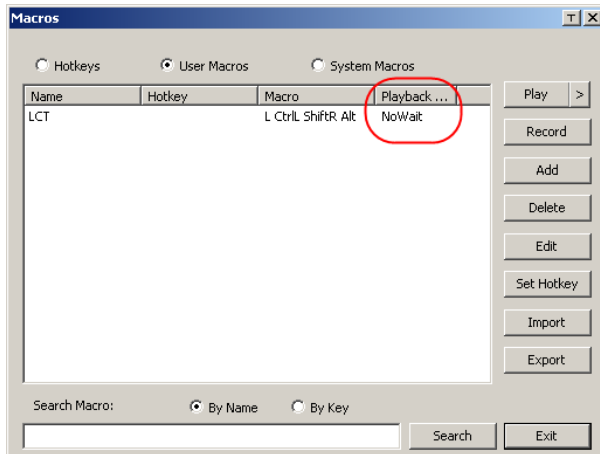 Macros
Hotkeys User Macros System Macros
Name Hotkey Macro Playback ...
LCT L CtrlL ShiftR Alt NoWait
Play >
Record
Add
Delete
Edit
Set Hotkey
Import
Export
Search Macro: By Name By Key
Search Exit